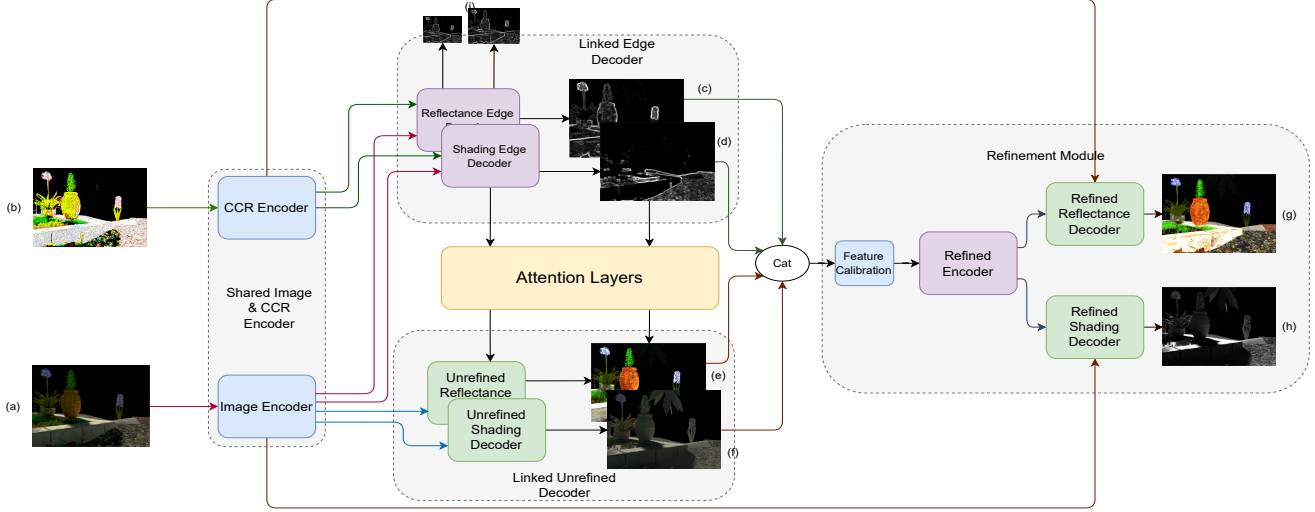 (i)
Linked Edge
Decoder
(c)
Reflectance Edge
(d)
Shading Edge
Decoder
Refinement Module
(b)
CCR Encoder
Refined
Reflectance
Decoder
(g)
Attention Layers
Cat
Feature
Calibration
Refined
Encoder
Shared Image
& CCR
Encoder
Refined
Shading
Decoder
(h)
(e)
Unrefined
Reflectance
(a)
Image Encoder
Unrefined
Shading
Decoder
(f)
Linked Unrefined
Decoder